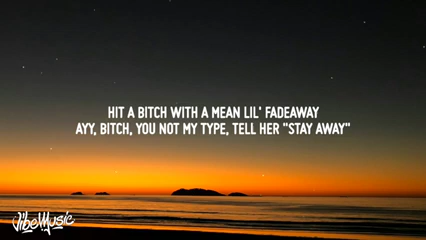 HIT A BITCH WITH A MEAN LIL' FADEAWAY
AYY, BITCH, YOU NOT MY TYPE, TELL HER "STAY AWAY"
VibeMusic